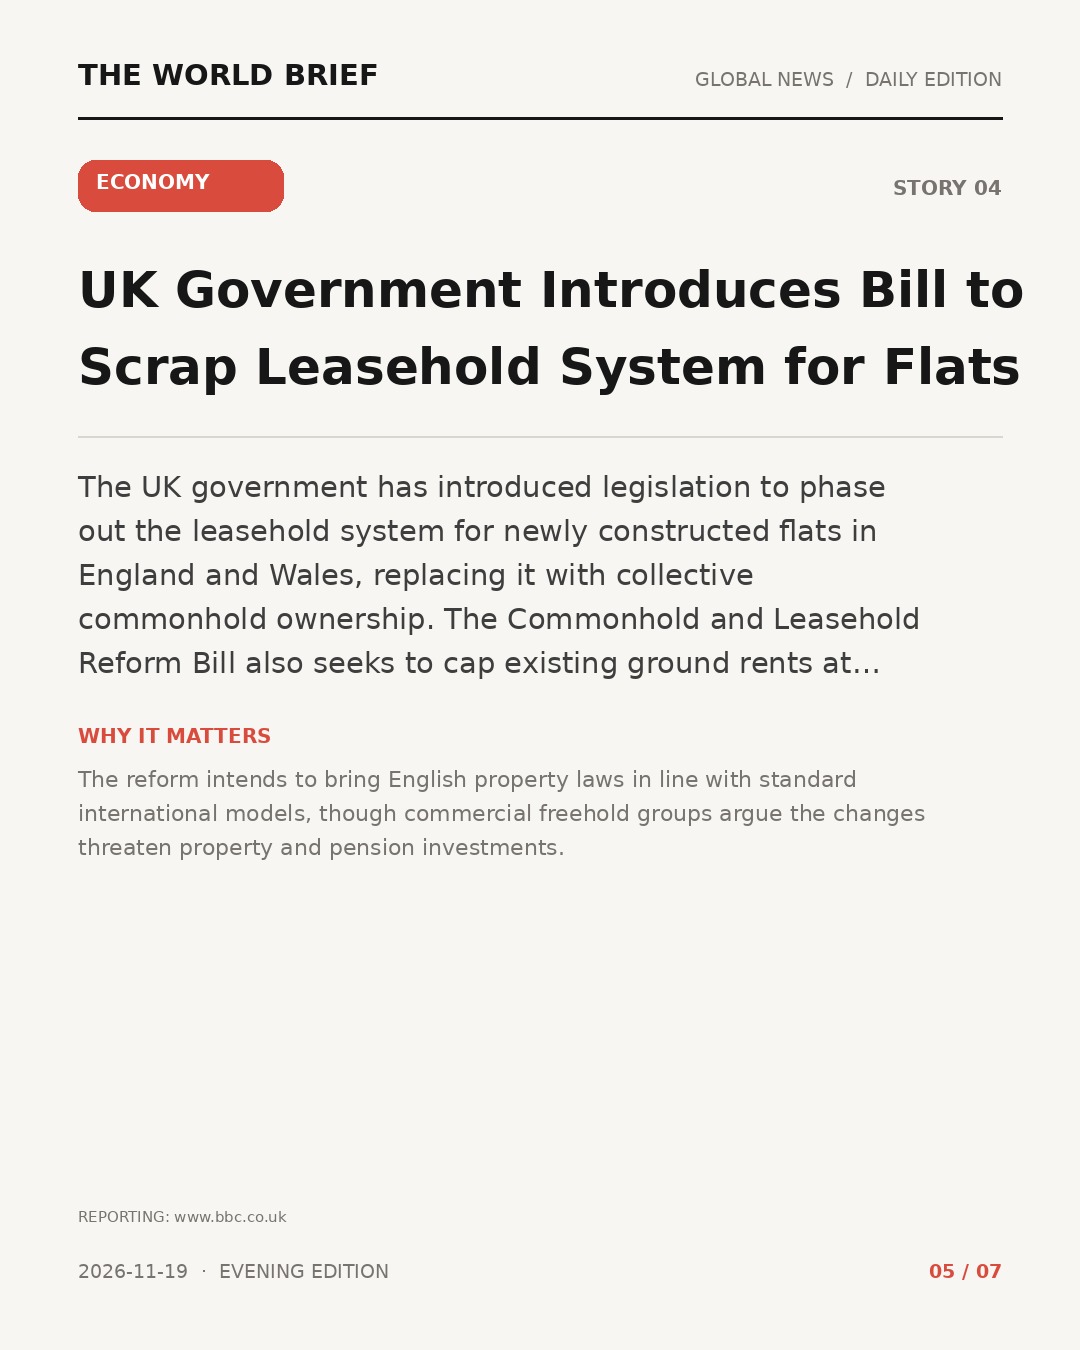 THE WORLD BRIEF
GLOBAL NEWS / DAILY EDITION
ECONOMY
STORY 04
UK Government Introduces Bill to
Scrap Leasehold System for Flats
The UK government has introduced legislation to phase
out the leasehold system for newly constructed flats in
England and Wales, replacing it with collective
commonhold ownership. The Commonhold and Leasehold
Reform Bill also seeks to cap existing ground rents at...
WHY IT MATTERS
The reform intends to bring English property laws in line with standard
international models, though commercial freehold groups argue the changes
threaten property and pension investments.
REPORTING: www.bbc.co.uk
2026-11-19 · EVENING EDITION
05 / 07